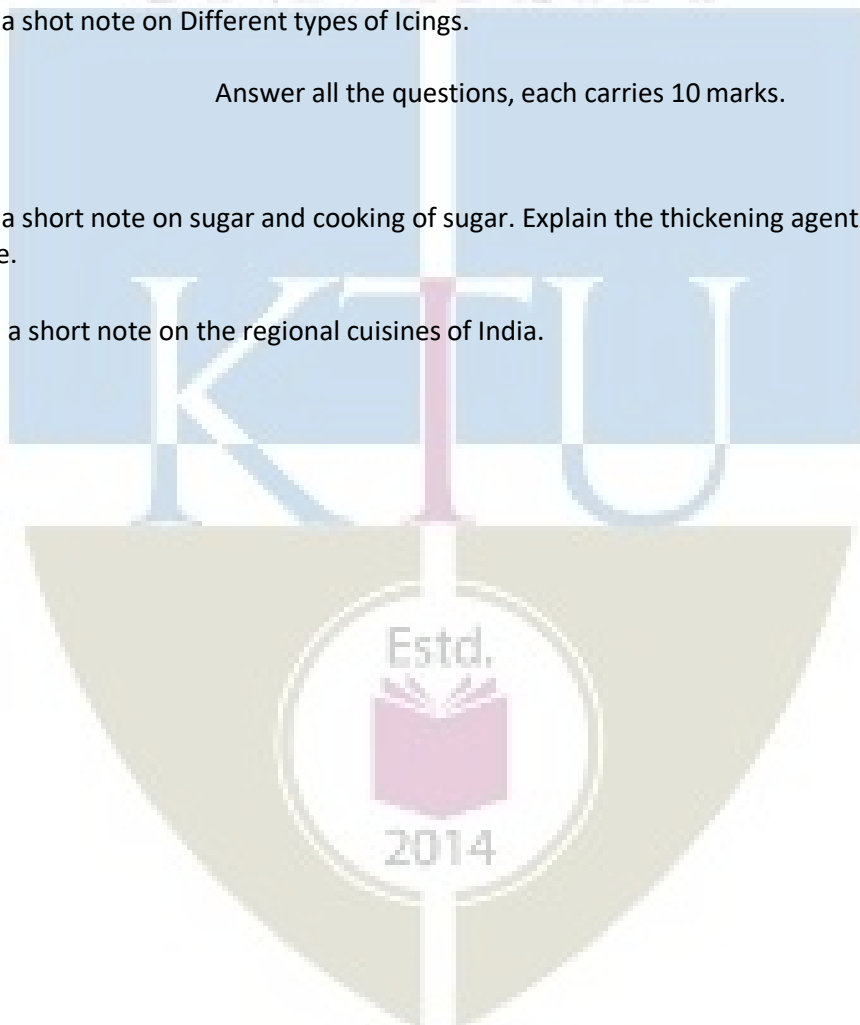 a shot note on Different types of Icings.
Answer all the questions, each carries 10 marks.
a short note on sugar and cooking of sugar. Explain the thickening agent
e.
a short note on the regional cuisines of India.
KTU
Estd.
2014